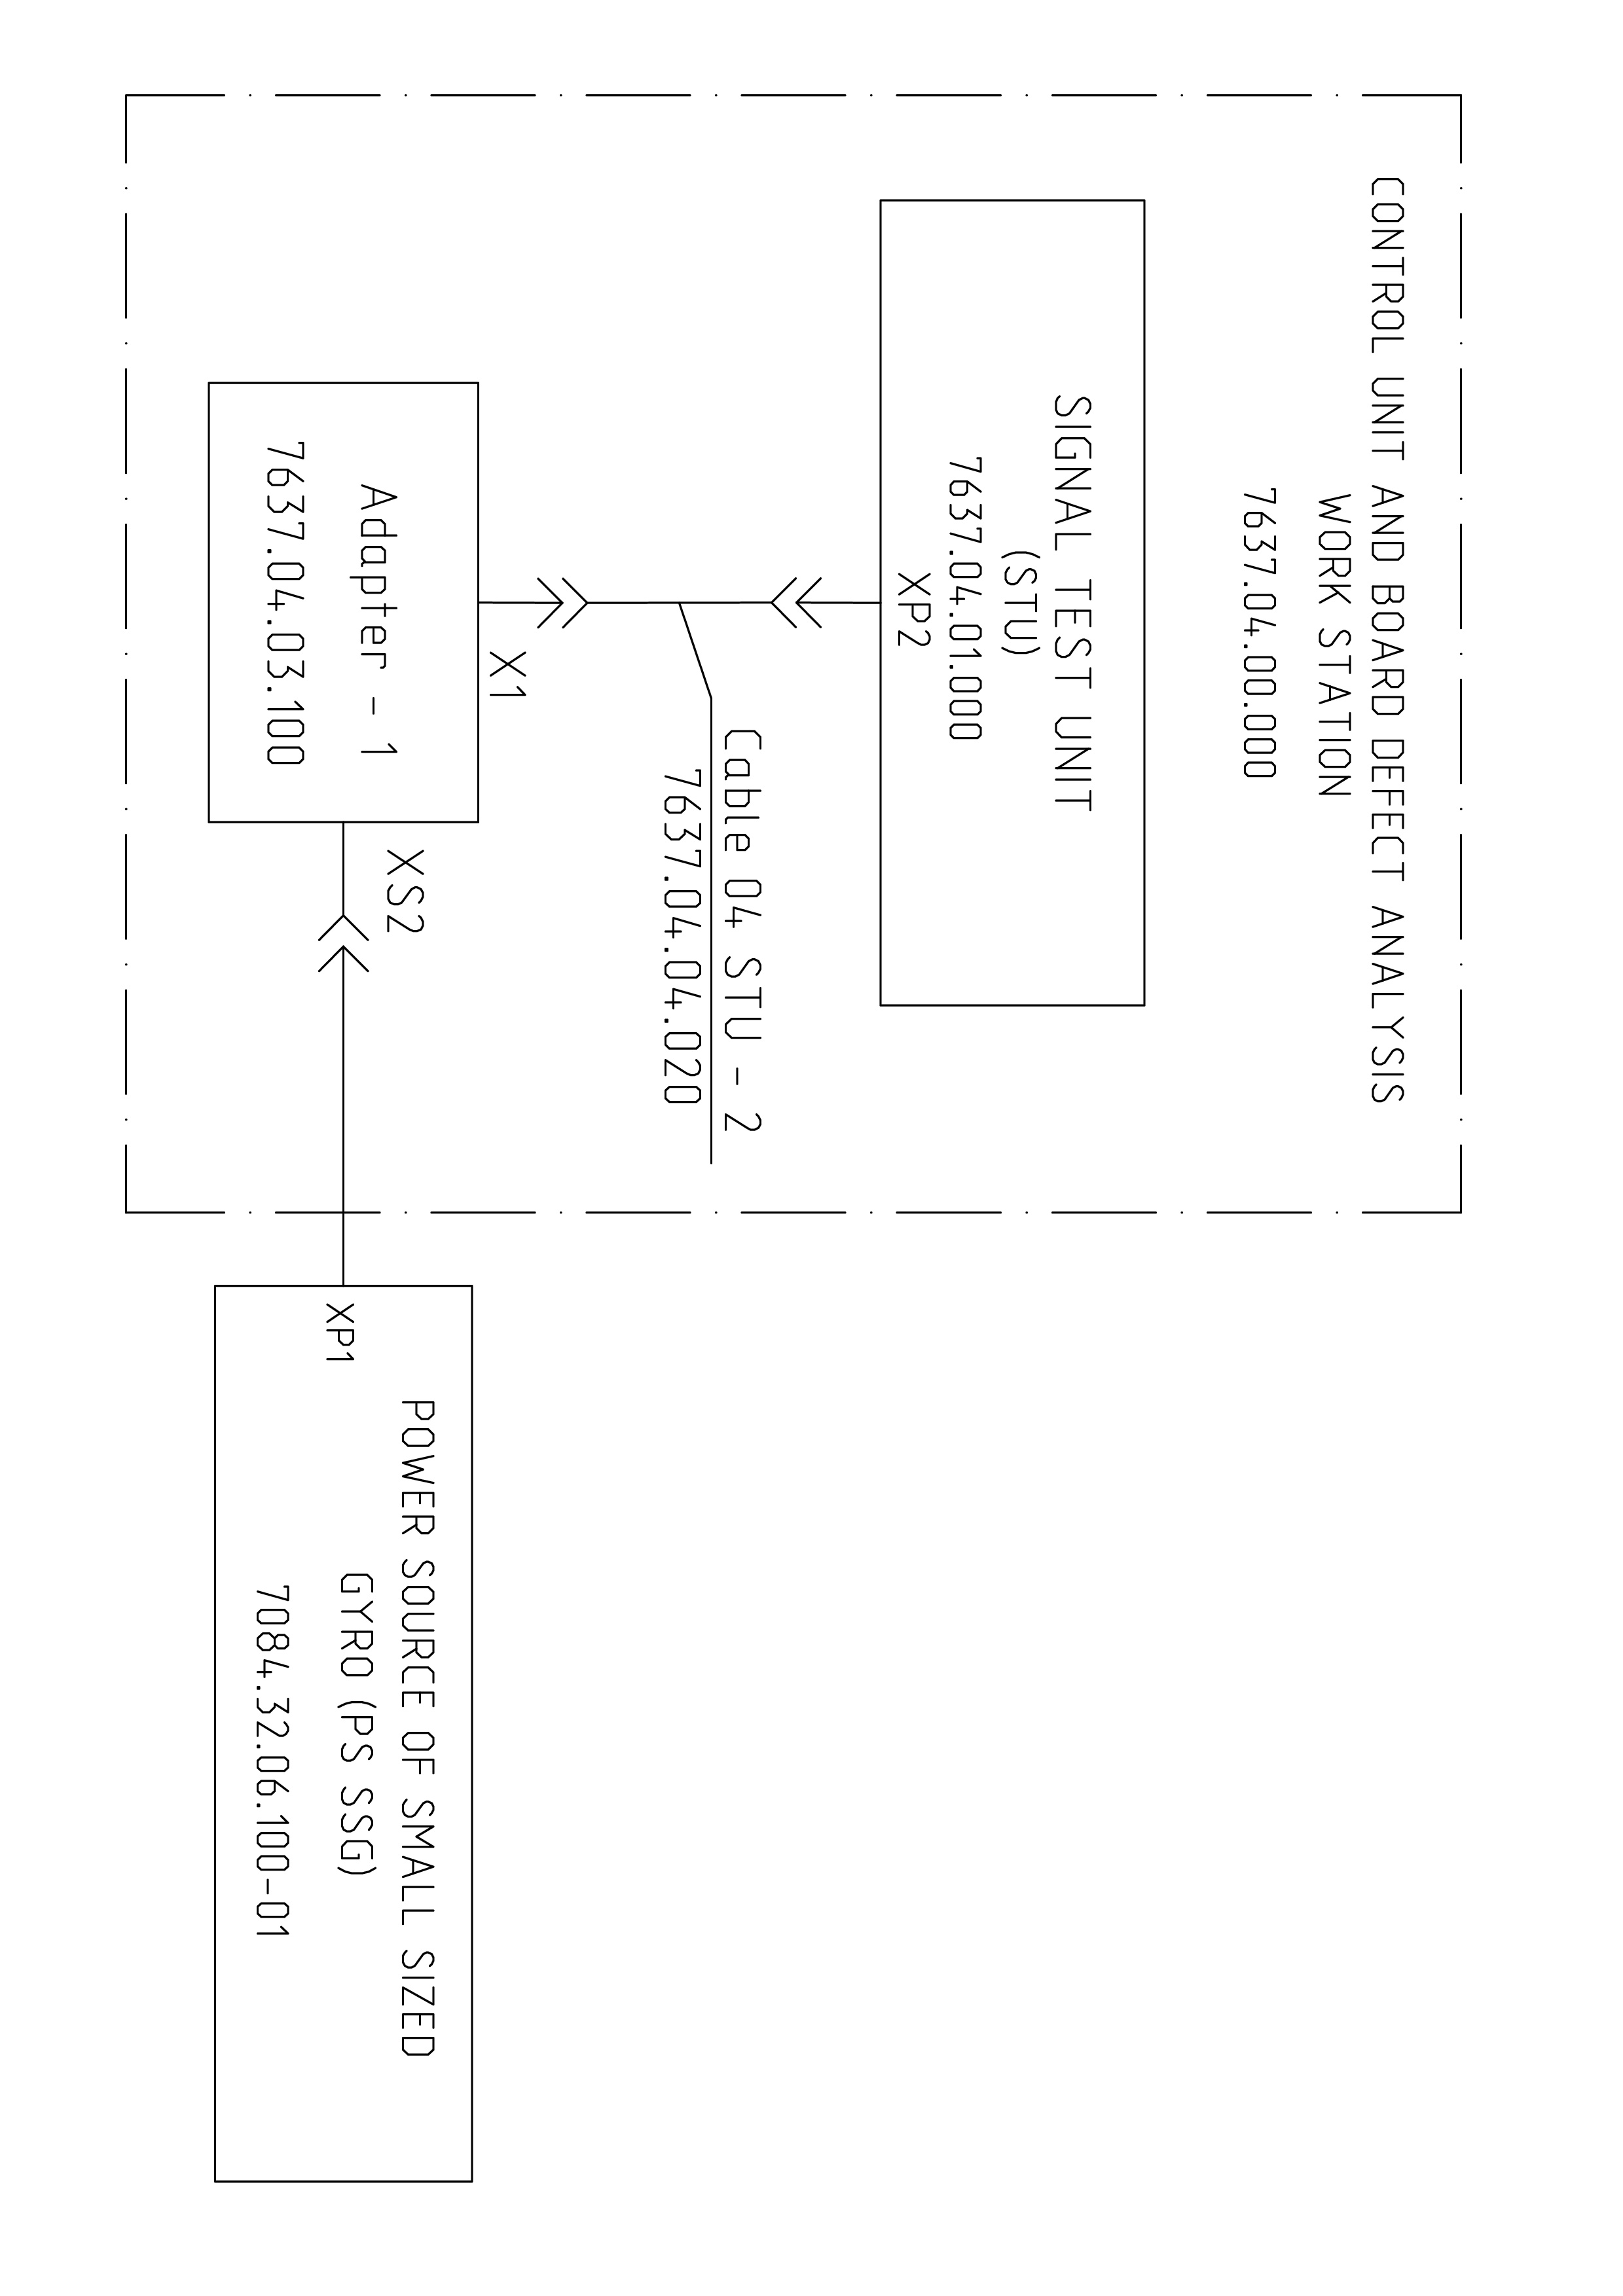 CONTROL UNIT AND BOARD DEFECT ANALYSIS
WORK STATION
7637.04.00.000
SIGNAL TEST UNIT
(STU)
7637.04.01.000
XP2
Cable 04 STU - 2
7637.04.04.020
X1
Adapter - 1
7637.04.03.100
XS2
XP1
POWER SOURCE OF SMALL SIZED
GYRO (PS SSG)
7084.32.06.100-01